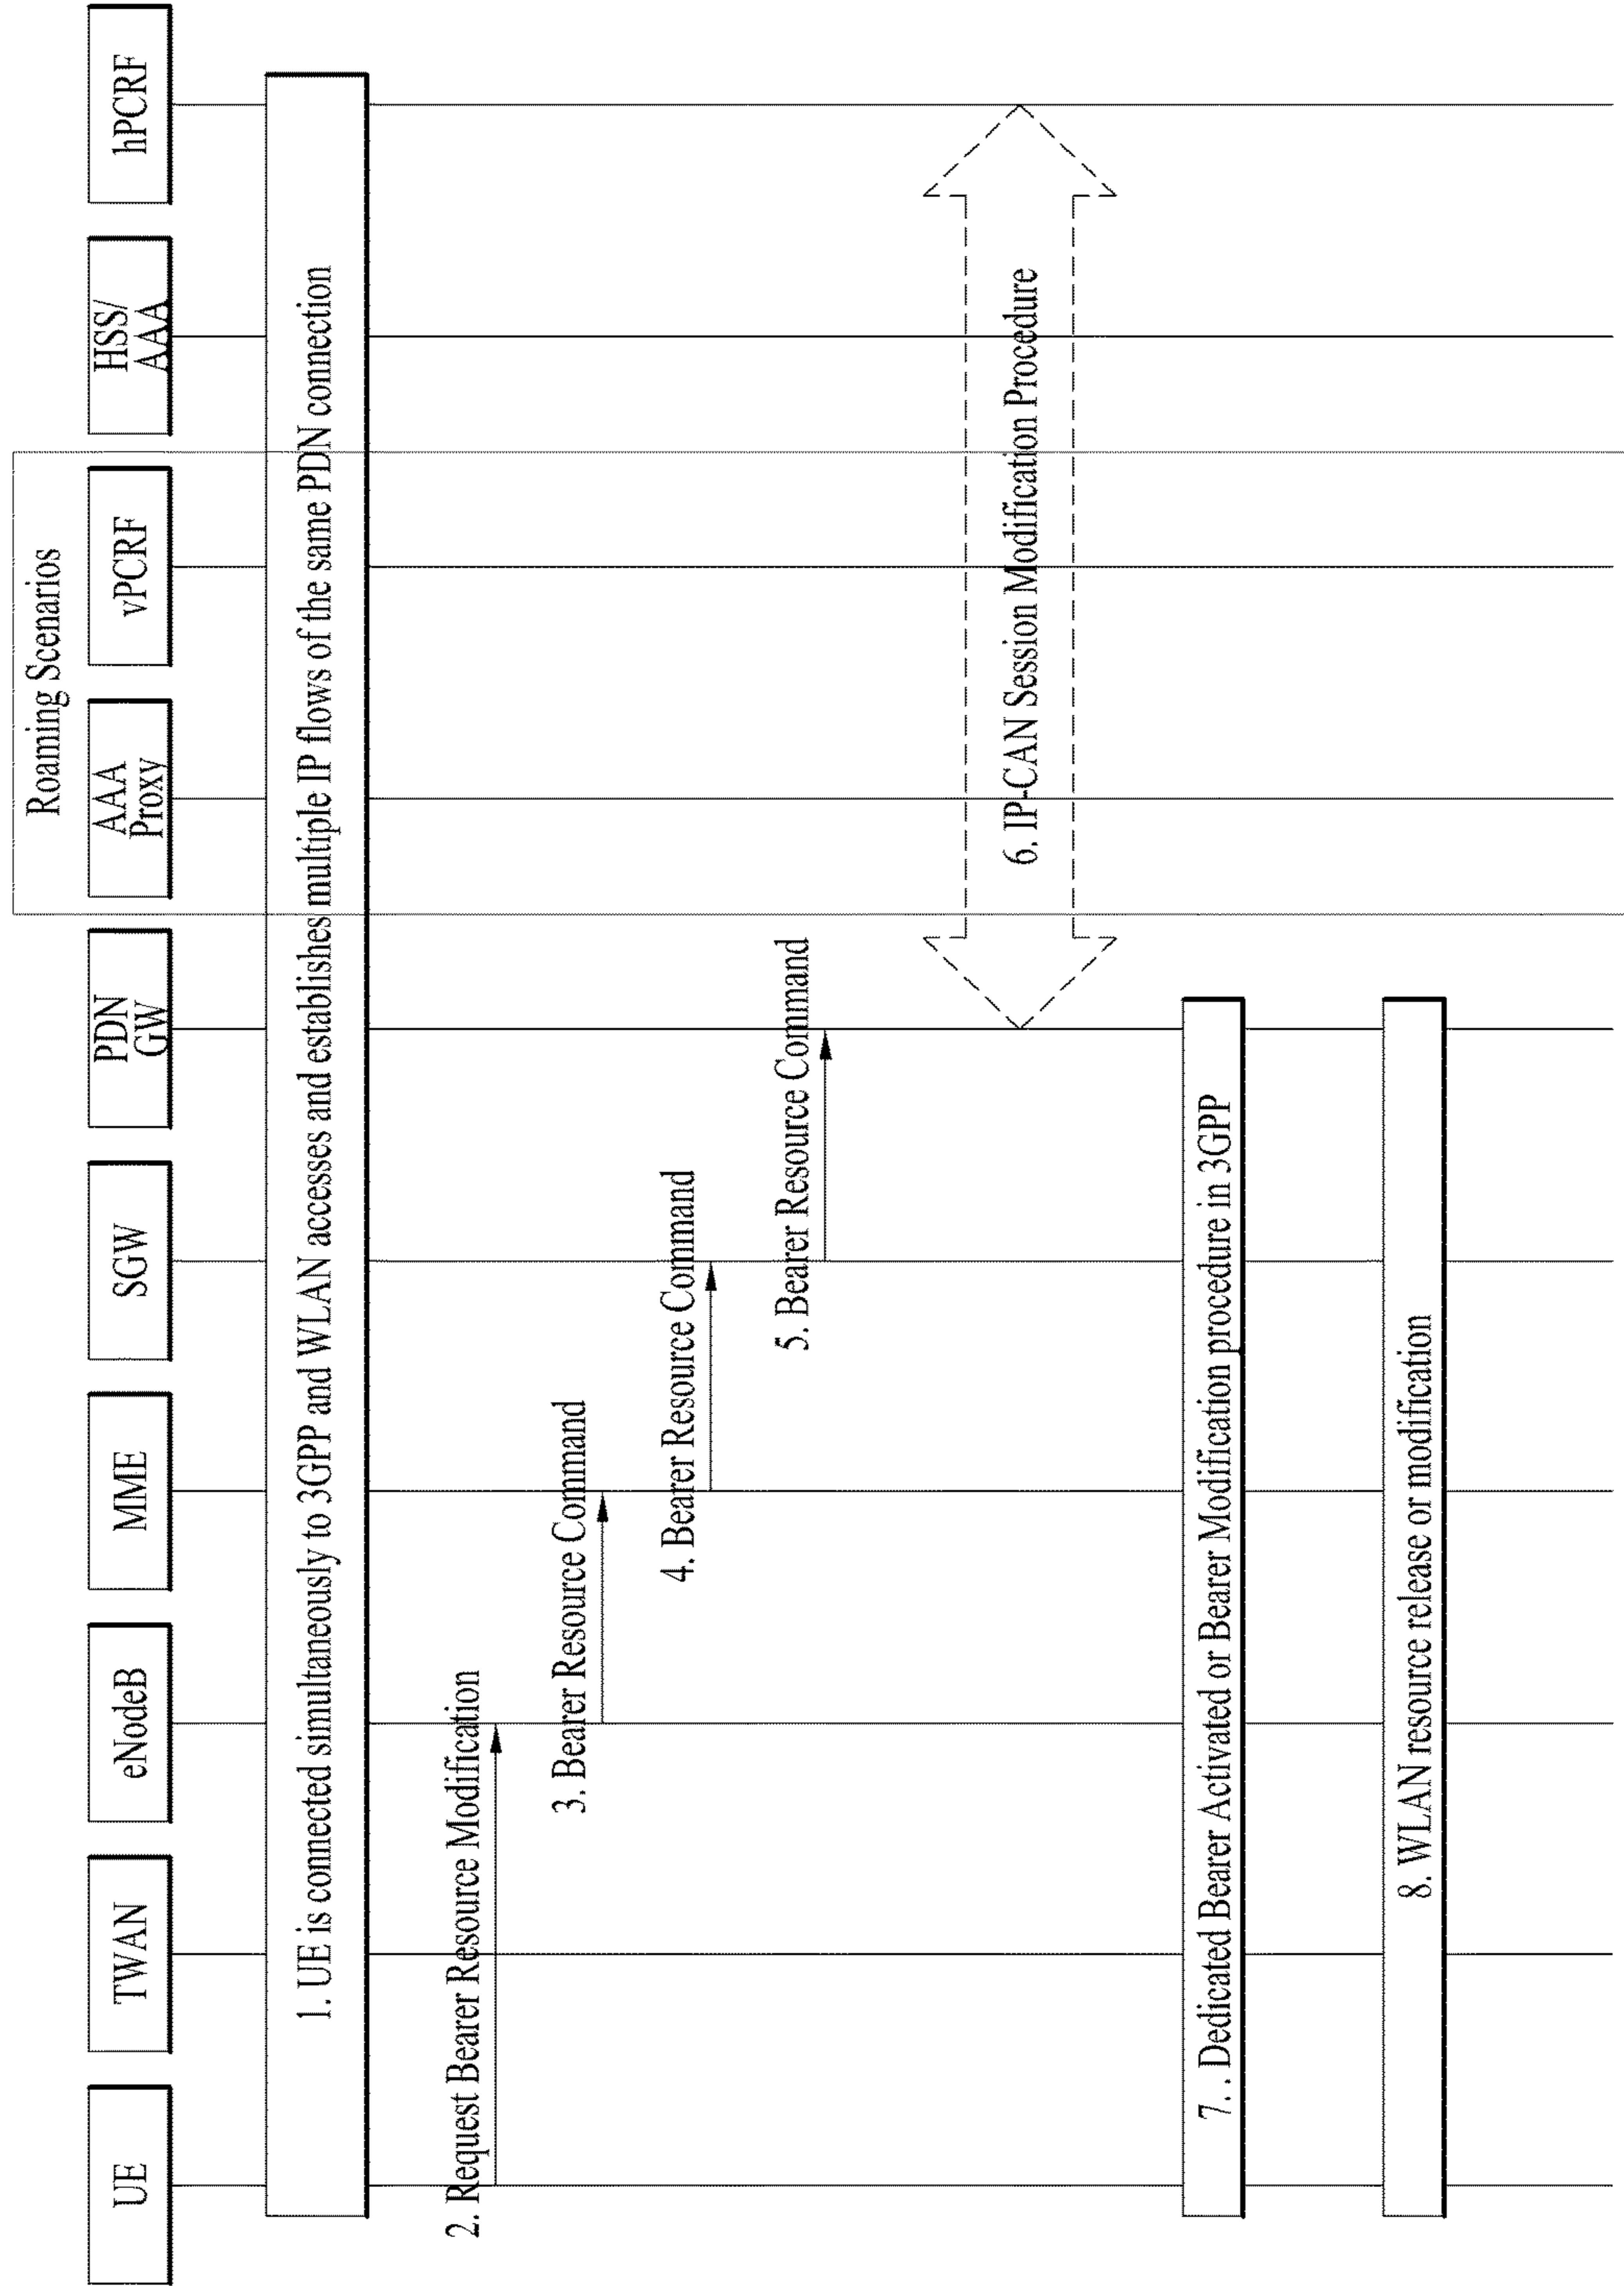 Roaming Scenarios
UE
TWAN
eNodeB
MME
SGW
PDN
GW
AAA
Proxy
vPCRF
HSS/
AAA
hPCRF
1. UE is connected simultaneously to 3GPP and WLAN accesses and establishes multiple IP flows of the same PDN connection
2. Request Bearer Resource Modification
3. Bearer Resource Command
4. Bearer Resource Command
5. Bearer Resource Command
6. IP-CAN Session Modification Procedure
7. . Dedicated Bearer Activated or Bearer Modification procedure in 3GPP
8. WLAN resource release or modification